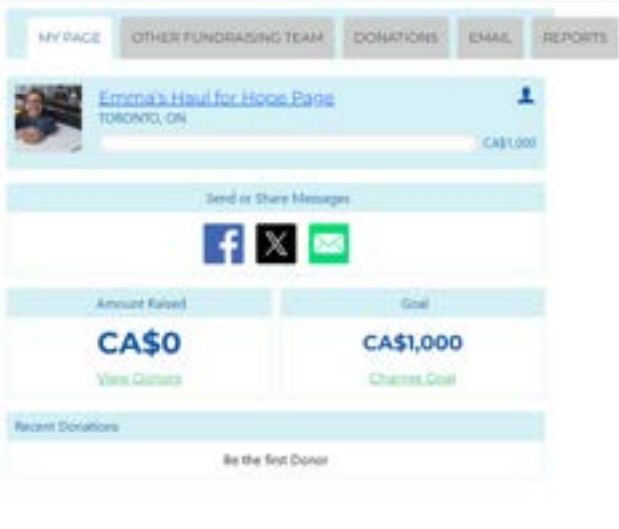 MY PAGE OTHER FUNDRAISING TEAM DONATIONS EMAIL REPORTS
Emma's Haul for Hope Page
TORONTO, ON
CA$1,000
Send or Share Messages
Amount Raised Goal
CA$0 CA$1,000
View Donors Change Goal
Recent Donations
Be the first Donor